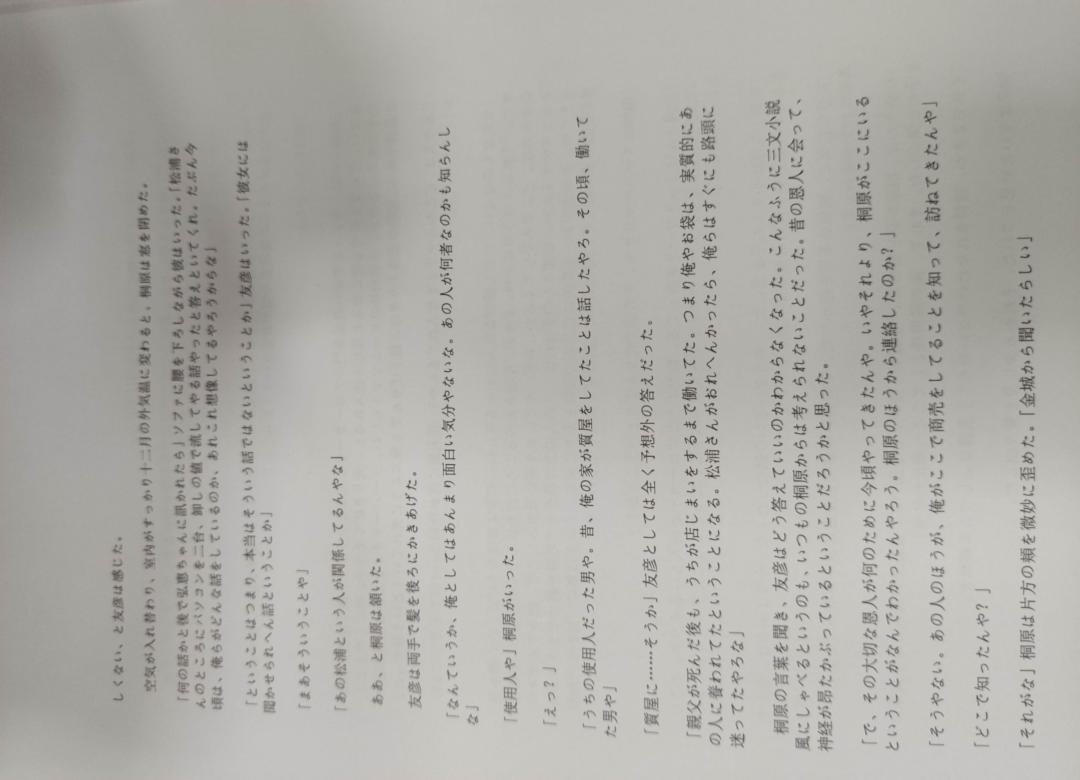 しくない、と友彦は感じた。
空気が入れ替わり、室内がすっかり十二月の外気温に変わると、桐原は窓を閉めた。
「何の話かと後で弘恵ちゃんに訊かれたら」ソファに腰を下ろしながら彼はいった。「松浦さ
んのところにパソコンを二台、卸しの値で流してやる話やったと答えといてくれ。たぶん今
頃は、俺らがどんな話をしているのか、あれこれ想像してるやろうからな」
「ということはつまり、本当はそういう話ではないということか」友彦はいった。「彼女には
聞かせられへん話ということか」
「まあそういうことや」
「あの松浦という人が関係してるんやな」
ああ、と桐原は頷いた。
友彦は両手で髪を後ろにかきあげた。
「なんていうか、俺としてはあんまり面白い気分やないな。あの人が何者なのかも知らんし
な」
「使用人や」桐原がいった。
「えっ？」
「うちの使用人だった男や。昔、俺の家が質屋をしてたことは話したやろ。その頃、働いて
た男や」
「質屋に……そうか」友彦としては全く予想外の答えだった。
「親父が死んだ後も、うちが店じまいをするまで働いてた。つまり俺やお袋は、実質的にあ
の人に養われてたということになる。松浦さんがおれへんかったら、俺らはすぐにも路頭に
迷ってたやろな」
桐原の言葉を聞き、友彦はどう答えていいのかわからなくなった。こんなふうに三文小説
風にしゃべるというのも、いつもの桐原からは考えられないことだった。昔の恩人に会って、
神経が昂たかぶっているということだろうかと思った。
「で、その大切な恩人が何のために今頃やってきたんや。いやそれより、桐原がここにいる
ということがなんでわかったんやろう。桐原のほうから連絡したのか？」
「そうやない。あの人のほうが、俺がここで商売をしてることを知って、訪ねてきたんや」
「どこで知ったんや？」
「それがな」桐原は片方の頬を微妙に歪めた。「金城から聞いたらしい」